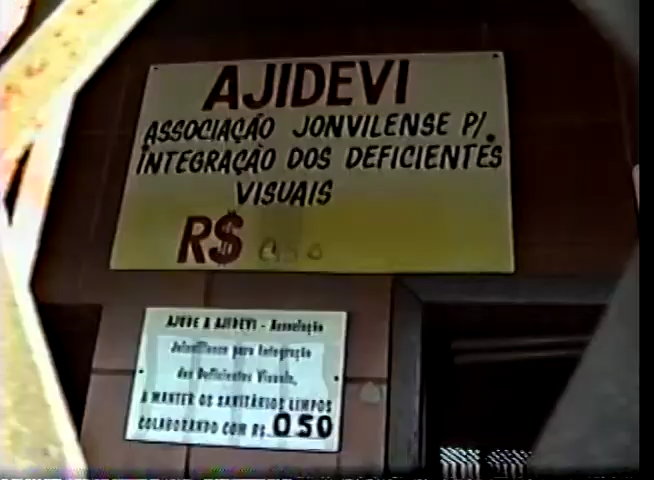 AJIDEVI
ASSOCIAÇÃO JONVILENSE P/.
INTEGRAÇÃO DOS DEFICIENTES
VISUAIS
R$
AJUDE A AJIDEVI - Associação
Joinvillense para Integração
dos Deficientes Visuais,
A MANTER OS SANITÁRIOS LIMPOS
COLABORANDO COM R$ 0,50